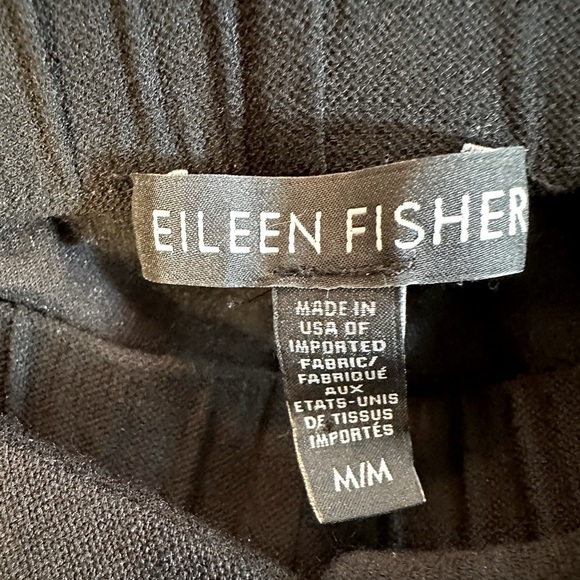 EILEEN FISHER
MADE IN
USA OF
IMPORTED
FABRIC/
FABRIQUÉ
AUX
ETATS-UNIS
DE TISSUS
IMPORTÉS
M/M